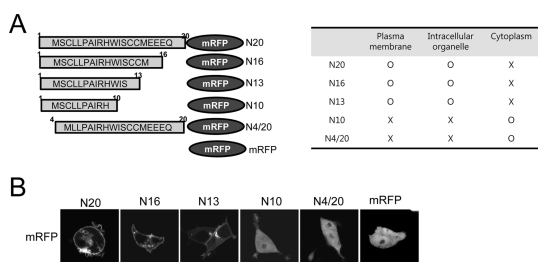 A
1 20
MSCLLPAIRHWISCCMEEEQ mRFP N20
1 16
MSCLLPAIRHWISCCM mRFP N16
1 13
MSCLLPAIRHWIS mRFP N13
1 10
MSCLLPAIRH mRFP N10
4 20
MLLPAIRHWISCCMEEEQ mRFP N4/20
mRFP mRFP
Plasma membrane Intracellular organelle Cytoplasm
N20 O O X
N16 O O X
N13 O O X
N10 X X O
N4/20 X X O
B
N20 N16 N13 N10 N4/20 mRFP
mRFP